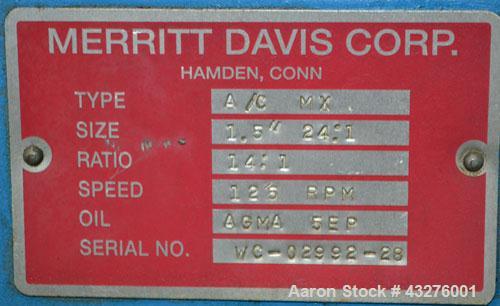 MERRITT DAVIS CORP.
HAMDEN, CONN
TYPE A/C MX
SIZE 1.5" 24:1
RATIO 14:1
SPEED 125 RPM
OIL AGMA 5EP
SERIAL NO. VC-02992-28
Aaron Stock # 43276001